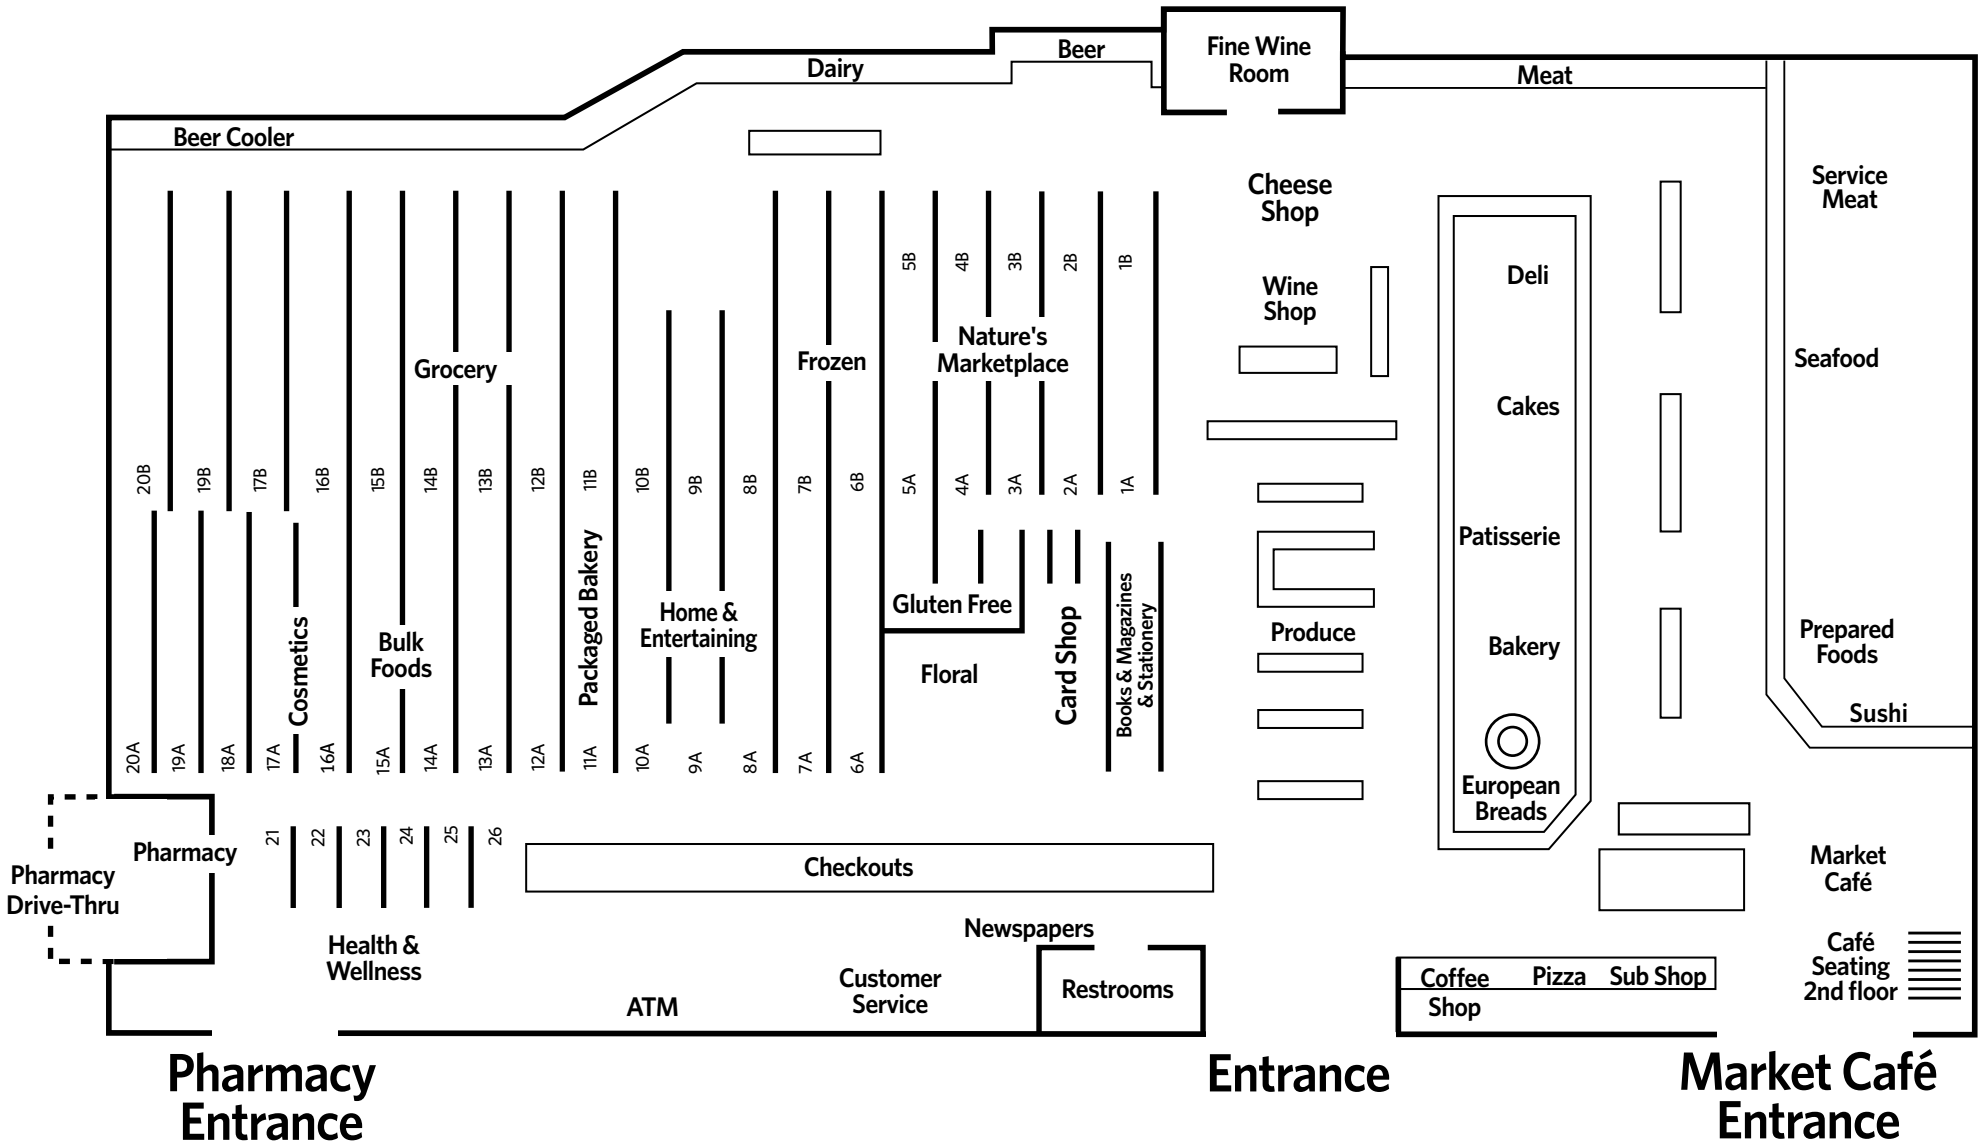 Beer
Fine Wine
Room
Dairy
Meat
Beer Cooler
Cheese
Shop
Service
Meat
5B
4B
3B
2B
1B
Deli
Wine
Shop
Nature's
Marketplace
Grocery
Frozen
Seafood
Cakes
20B
19B
17B
16B
15B
14B
13B
12B
11B
10B
9B
8B
7B
6B
5A
4A
3A
2A
1A
Patisserie
Packaged Bakery
Gluten Free
Home &
Entertaining
Cosmetics
Bulk
Foods
Floral
Card Shop
Books & Magazines
& Stationery
Produce
Bakery
Prepared
Foods
Sushi
20A
19A
18A
17A
16A
15A
14A
13A
12A
11A
10A
9A
8A
7A
6A
European
Breads
Pharmacy
Pharmacy
Drive-Thru
21
22
23
24
25
26
Checkouts
Market
Café
Health &
Wellness
Newspapers
ATM
Customer
Service
Restrooms
Coffee
Shop
Pizza
Sub Shop
Café
Seating
2nd floor
Pharmacy
Entrance
Entrance
Market Café
Entrance